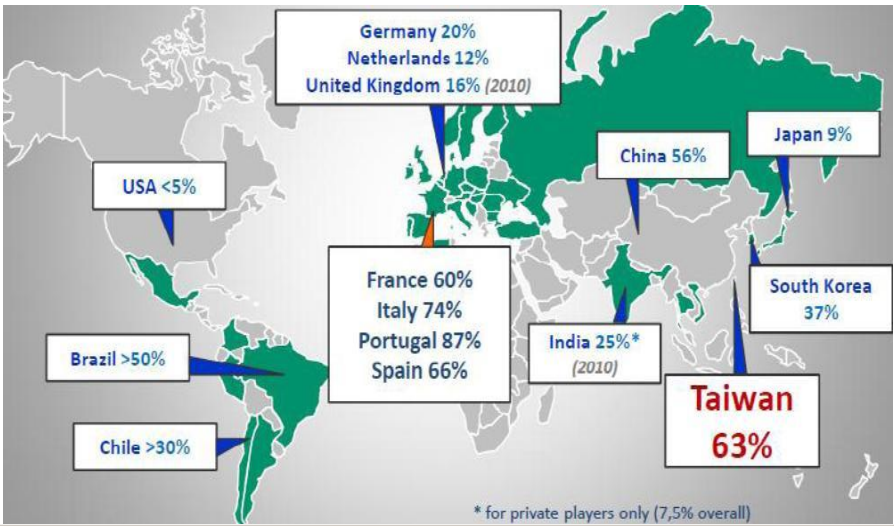 Germany 20%
Netherlands 12%
United Kingdom 16% (2010)
Japan 9%
China 56%
USA <5%
France 60%
Italy 74%
Portugal 87%
Spain 66%
South Korea
37%
India 25%*
(2010)
Brazil >50%
Taiwan
63%
Chile >30%
* for private players only (7,5% overall)